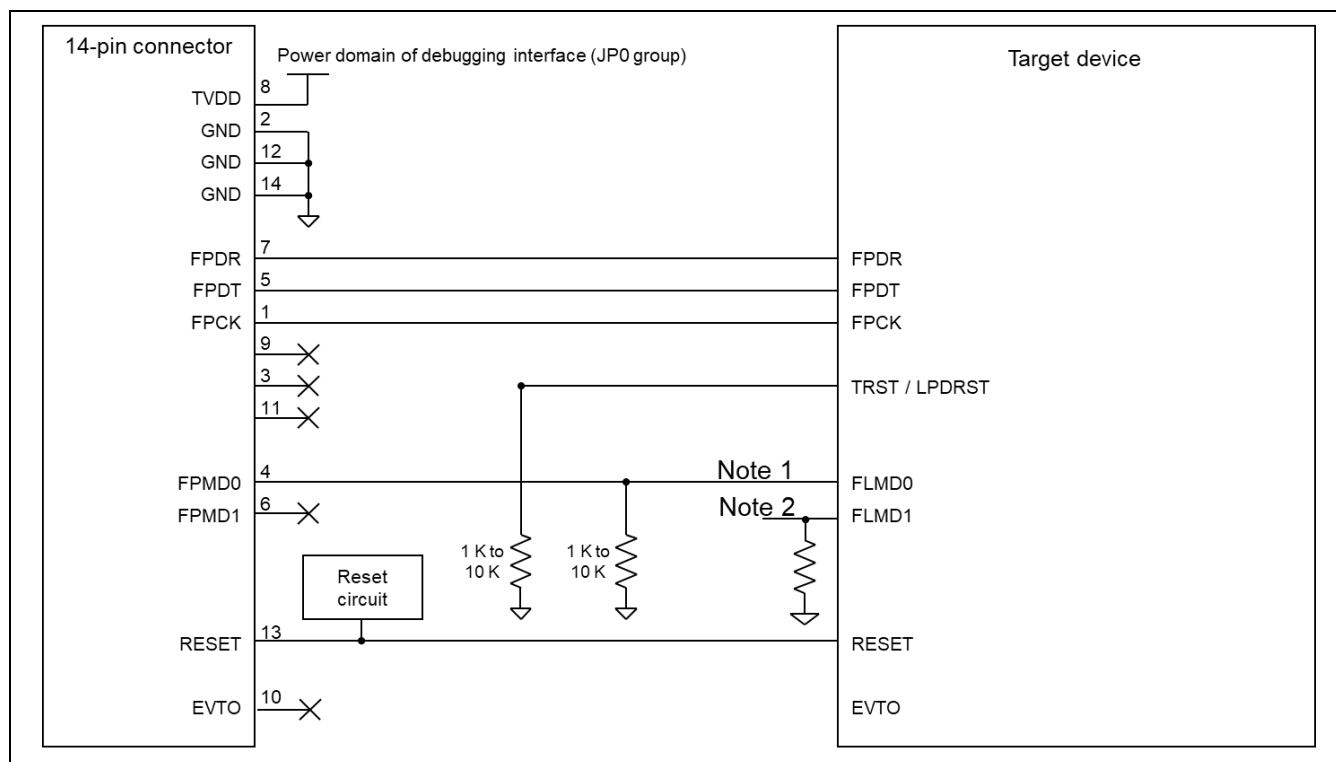 14-pin connector
Power domain of debugging interface (JP0 group)
Target device
TVDD
8
GND
2
GND
12
GND
14
FPDR
7
FPDR
FPDT
5
FPDT
FPCK
1
FPCK
9
3
TRST / LPDRST
11
FPMD0
4
Note 1
FLMD0
FPMD1
6
Note 2
FLMD1
1 K to
10 K
1 K to
10 K
Reset
circuit
RESET
13
RESET
EVTO
10
EVTO